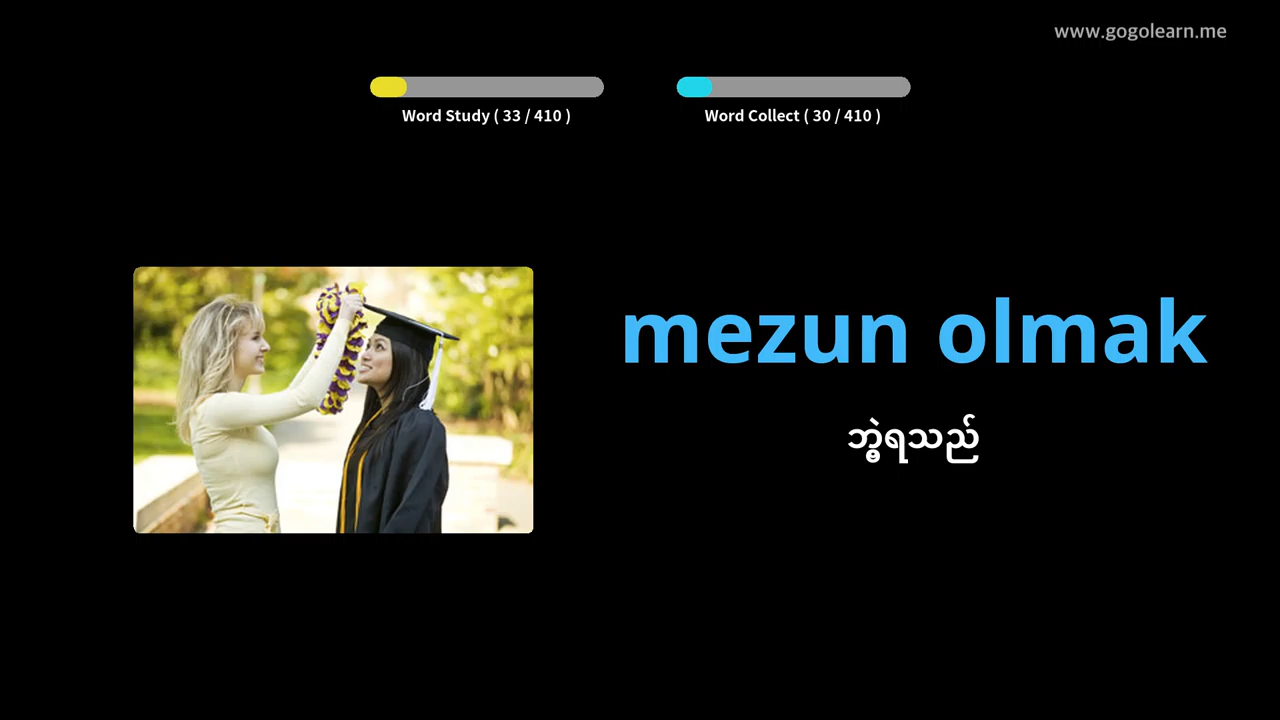 www.gogolearn.me
Word Study ( 33 / 410 )
Word Collect ( 30 / 410 )
mezun olmak
ဘွဲ့ရသည်